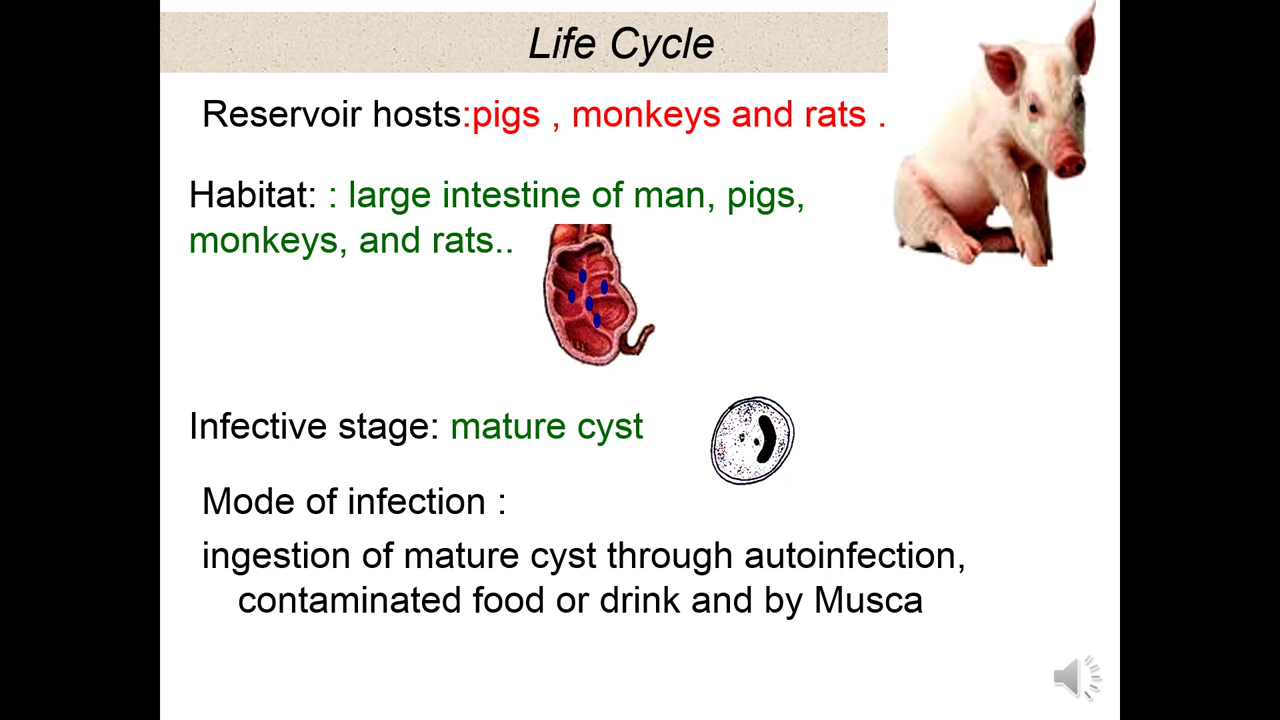 Life Cycle
Reservoir hosts:pigs , monkeys and rats .
Habitat: : large intestine of man, pigs,
monkeys, and rats..
Infective stage: mature cyst
Mode of infection :
ingestion of mature cyst through autoinfection,
contaminated food or drink and by Musca